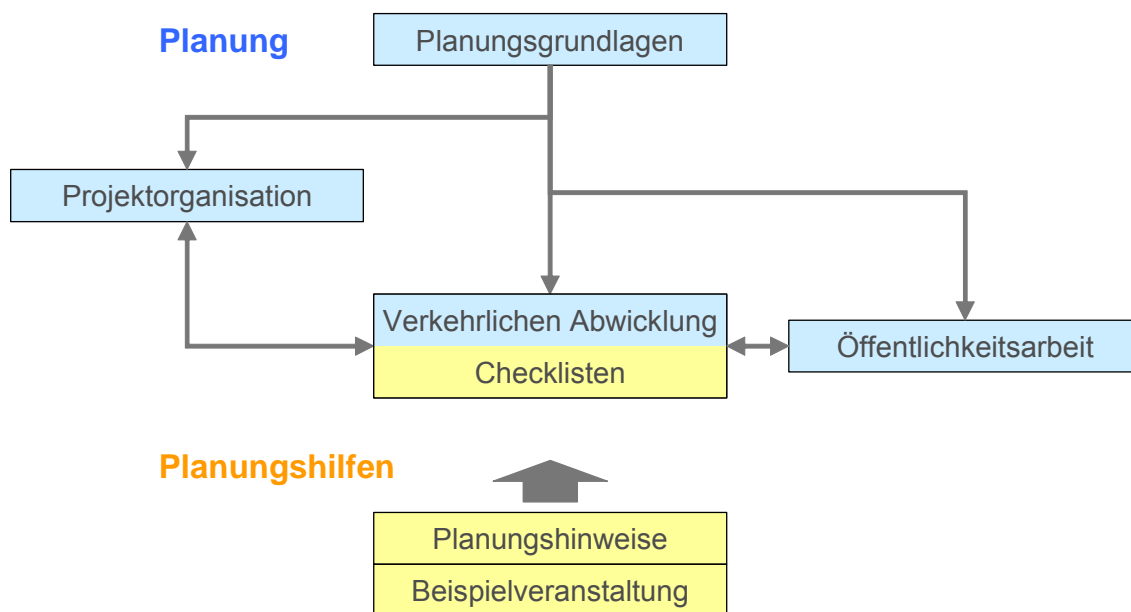 Planung
Planungsgrundlagen
Projektorganisation
Verkehrlichen Abwicklung
Checklisten
Öffentlichkeitsarbeit
Planungshilfen
Planungshinweise
Beispielveranstaltung